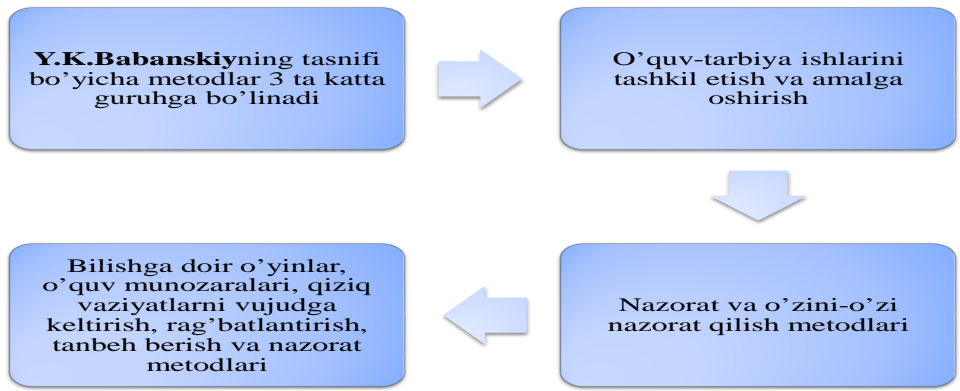 Y.K.Babanskiyning tasnifi
bo’yicha metodlar 3 ta katta
guruhga bo’linadi
O’quv-tarbiya ishlarini
tashkil etish va amalga
oshirish
Nazorat va o’zini-o’zi
nazorat qilish metodlari
Bilishga doir o’yinlar,
o’quv munozaralari, qiziq
vaziyatlarni vujudga
keltirish, rag’batlantirish,
tanbeh berish va nazorat
metodlari